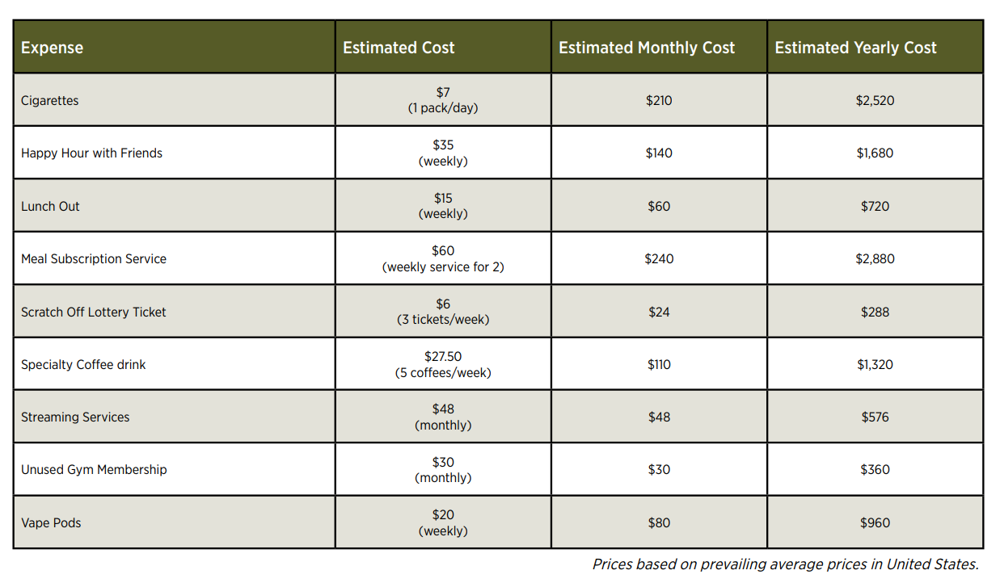 Expense Estimated Cost Estimated Monthly Cost Estimated Yearly Cost
Cigarettes $7 (1 pack/day) $210 $2,520
Happy Hour with Friends $35 (weekly) $140 $1,680
Lunch Out $15 (weekly) $60 $720
Meal Subscription Service $60 (weekly service for 2) $240 $2,880
Scratch Off Lottery Ticket $6 (3 tickets/week) $24 $288
Specialty Coffee drink $27.50 (5 coffees/week) $110 $1,320
Streaming Services $48 (monthly) $48 $576
Unused Gym Membership $30 (monthly) $30 $360
Vape Pods $20 (weekly) $80 $960
Prices based on prevailing average prices in United States.